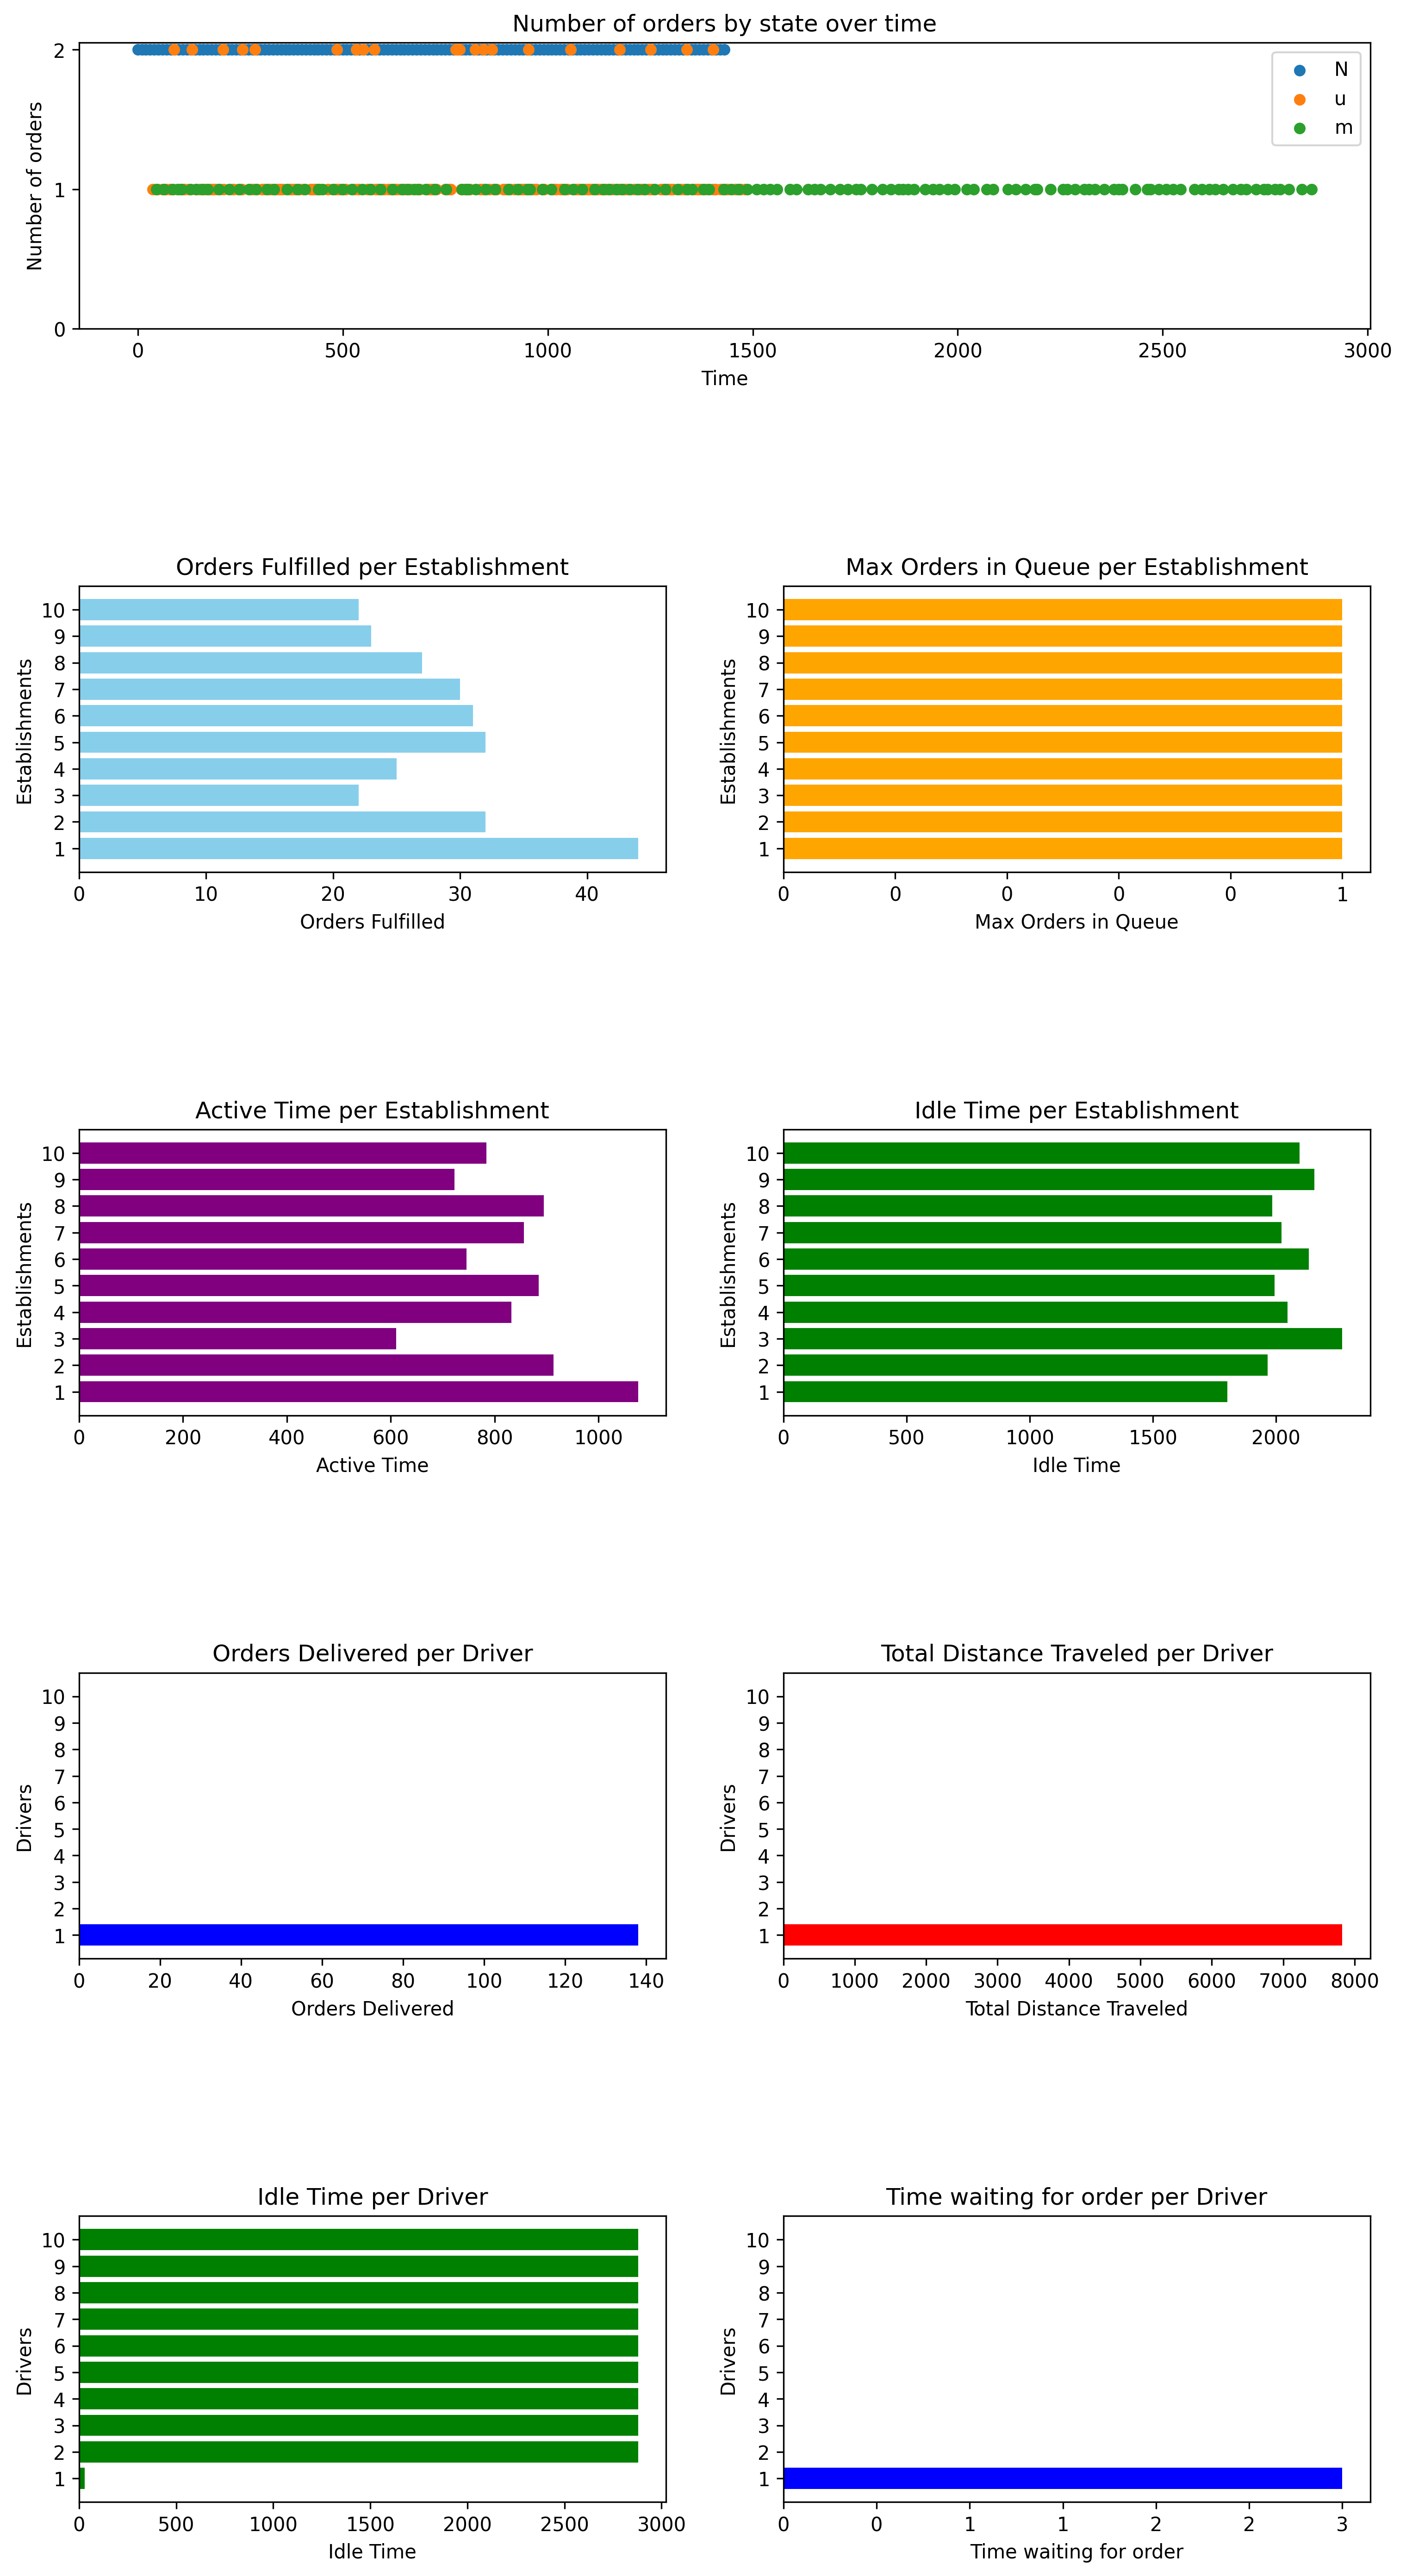 Number of orders by state over time
Number of orders
2
1
0
N
u
m
0 500 1000 1500 2000 2500 3000
Time
Orders Fulfilled per Establishment
Establishments
10
9
8
7
6
5
4
3
2
1
0 10 20 30 40
Orders Fulfilled
Max Orders in Queue per Establishment
Establishments
10
9
8
7
6
5
4
3
2
1
0 0 0 0 0 1
Max Orders in Queue
Active Time per Establishment
Establishments
10
9
8
7
6
5
4
3
2
1
0 200 400 600 800 1000
Active Time
Idle Time per Establishment
Establishments
10
9
8
7
6
5
4
3
2
1
0 500 1000 1500 2000
Idle Time
Orders Delivered per Driver
Drivers
10
9
8
7
6
5
4
3
2
1
0 20 40 60 80 100 120 140
Orders Delivered
Total Distance Traveled per Driver
Drivers
10
9
8
7
6
5
4
3
2
1
0 1000 2000 3000 4000 5000 6000 7000 8000
Total Distance Traveled
Idle Time per Driver
Drivers
10
9
8
7
6
5
4
3
2
1
0 500 1000 1500 2000 2500 3000
Idle Time
Time waiting for order per Driver
Drivers
10
9
8
7
6
5
4
3
2
1
0 0 1 1 2 2 3
Time waiting for order